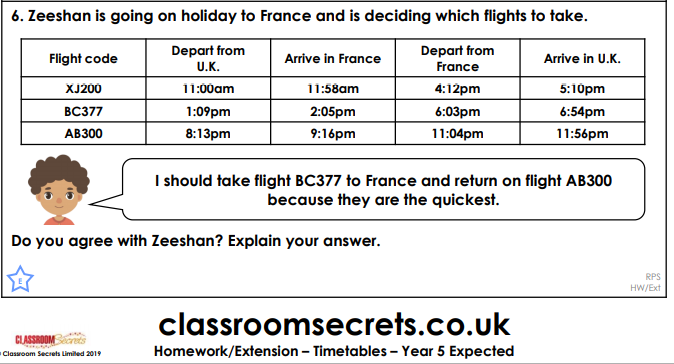 6. Zeeshan is going on holiday to France and is deciding which flights to take.
Flight code Depart from U.K. Arrive in France Depart from France Arrive in U.K.
XJ200 11:00am 11:58am 4:12pm 5:10pm
BC377 1:09pm 2:05pm 6:03pm 6:54pm
AB300 8:13pm 9:16pm 11:04pm 11:56pm
I should take flight BC377 to France and return on flight AB300
because they are the quickest.
Do you agree with Zeeshan? Explain your answer.
E
RPS
HW/Ext
classroomsecrets.co.uk
CLASSROOM Secrets
Classroom Secrets Limited 2019
Homework/Extension – Timetables – Year 5 Expected